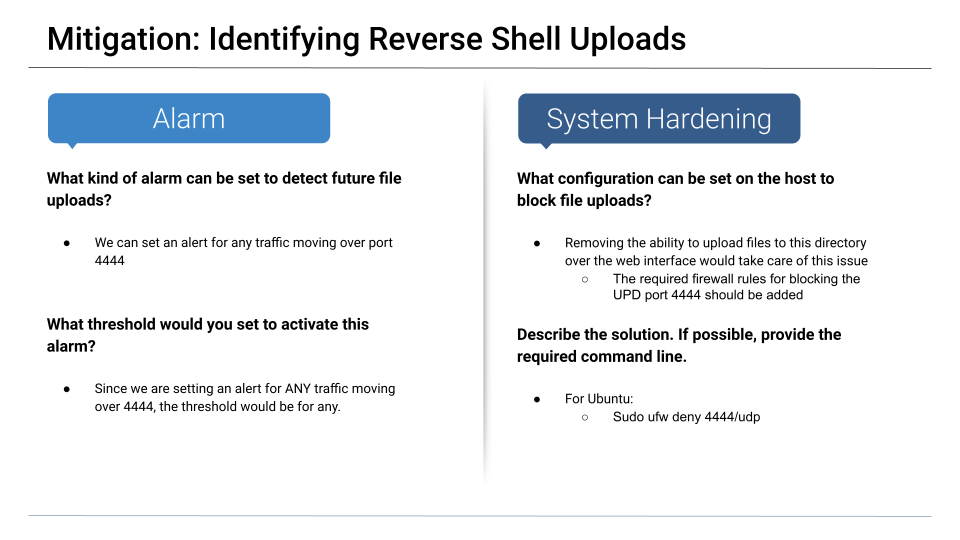 Mitigation: Identifying Reverse Shell Uploads
Alarm
What kind of alarm can be set to detect future file
uploads?
● We can set an alert for any traffic moving over port
4444
What threshold would you set to activate this
alarm?
● Since we are setting an alert for ANY traffic moving
over 4444, the threshold would be for any.
System Hardening
What configuration can be set on the host to
block file uploads?
● Removing the ability to upload files to this directory
over the web interface would take care of this issue
○ The required firewall rules for blocking the
UPD port 4444 should be added
Describe the solution. If possible, provide the
required command line.
● For Ubuntu:
○ Sudo ufw deny 4444/udp